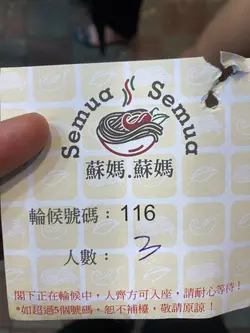 Semua Semua
蘇媽.蘇媽
輪候號碼：116
人數：3
閣下正在輪候中，人齊方可入座，請耐心等待！
*如超過5個號碼，恕不補檯，敬請原諒！